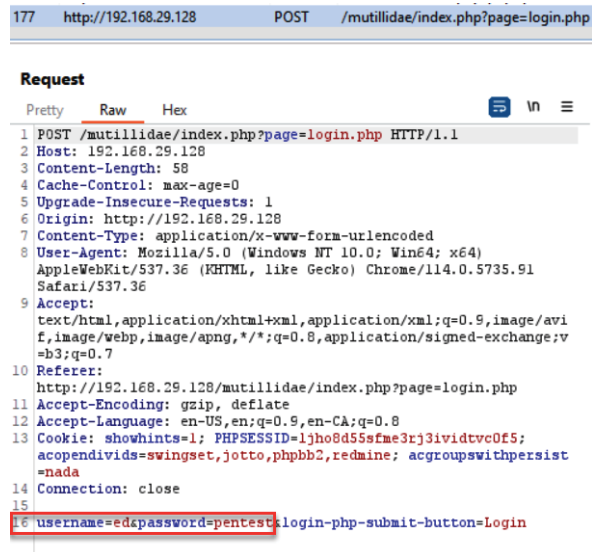 177 http://192.168.29.128 POST /mutillidae/index.php?page=login.php
Request
Pretty Raw Hex \n
1 POST /mutillidae/index.php?page=login.php HTTP/1.1
2 Host: 192.168.29.128
3 Content-Length: 58
4 Cache-Control: max-age=0
5 Upgrade-Insecure-Requests: 1
6 Origin: http://192.168.29.128
7 Content-Type: application/x-www-form-urlencoded
8 User-Agent: Mozilla/5.0 (Windows NT 10.0; Win64; x64)
AppleWebKit/537.36 (KHTML, like Gecko) Chrome/114.0.5735.91
Safari/537.36
9 Accept:
text/html,application/xhtml+xml,application/xml;q=0.9,image/avi
f,image/webp,image/apng,*/*;q=0.8,application/signed-exchange;v
=b3;q=0.7
10 Referer:
http://192.168.29.128/mutillidae/index.php?page=login.php
11 Accept-Encoding: gzip, deflate
12 Accept-Language: en-US,en;q=0.9,en-CA;q=0.8
13 Cookie: showhints=1; PHPSESSID=1jho8d55sfme3rj3ividtvc0f5;
acopendivids=swingset,jotto,phpbb2,redmine; acgroupswithpersist
=nada
14 Connection: close
15
16 username=ed&password=pentest&login-php-submit-button=Login